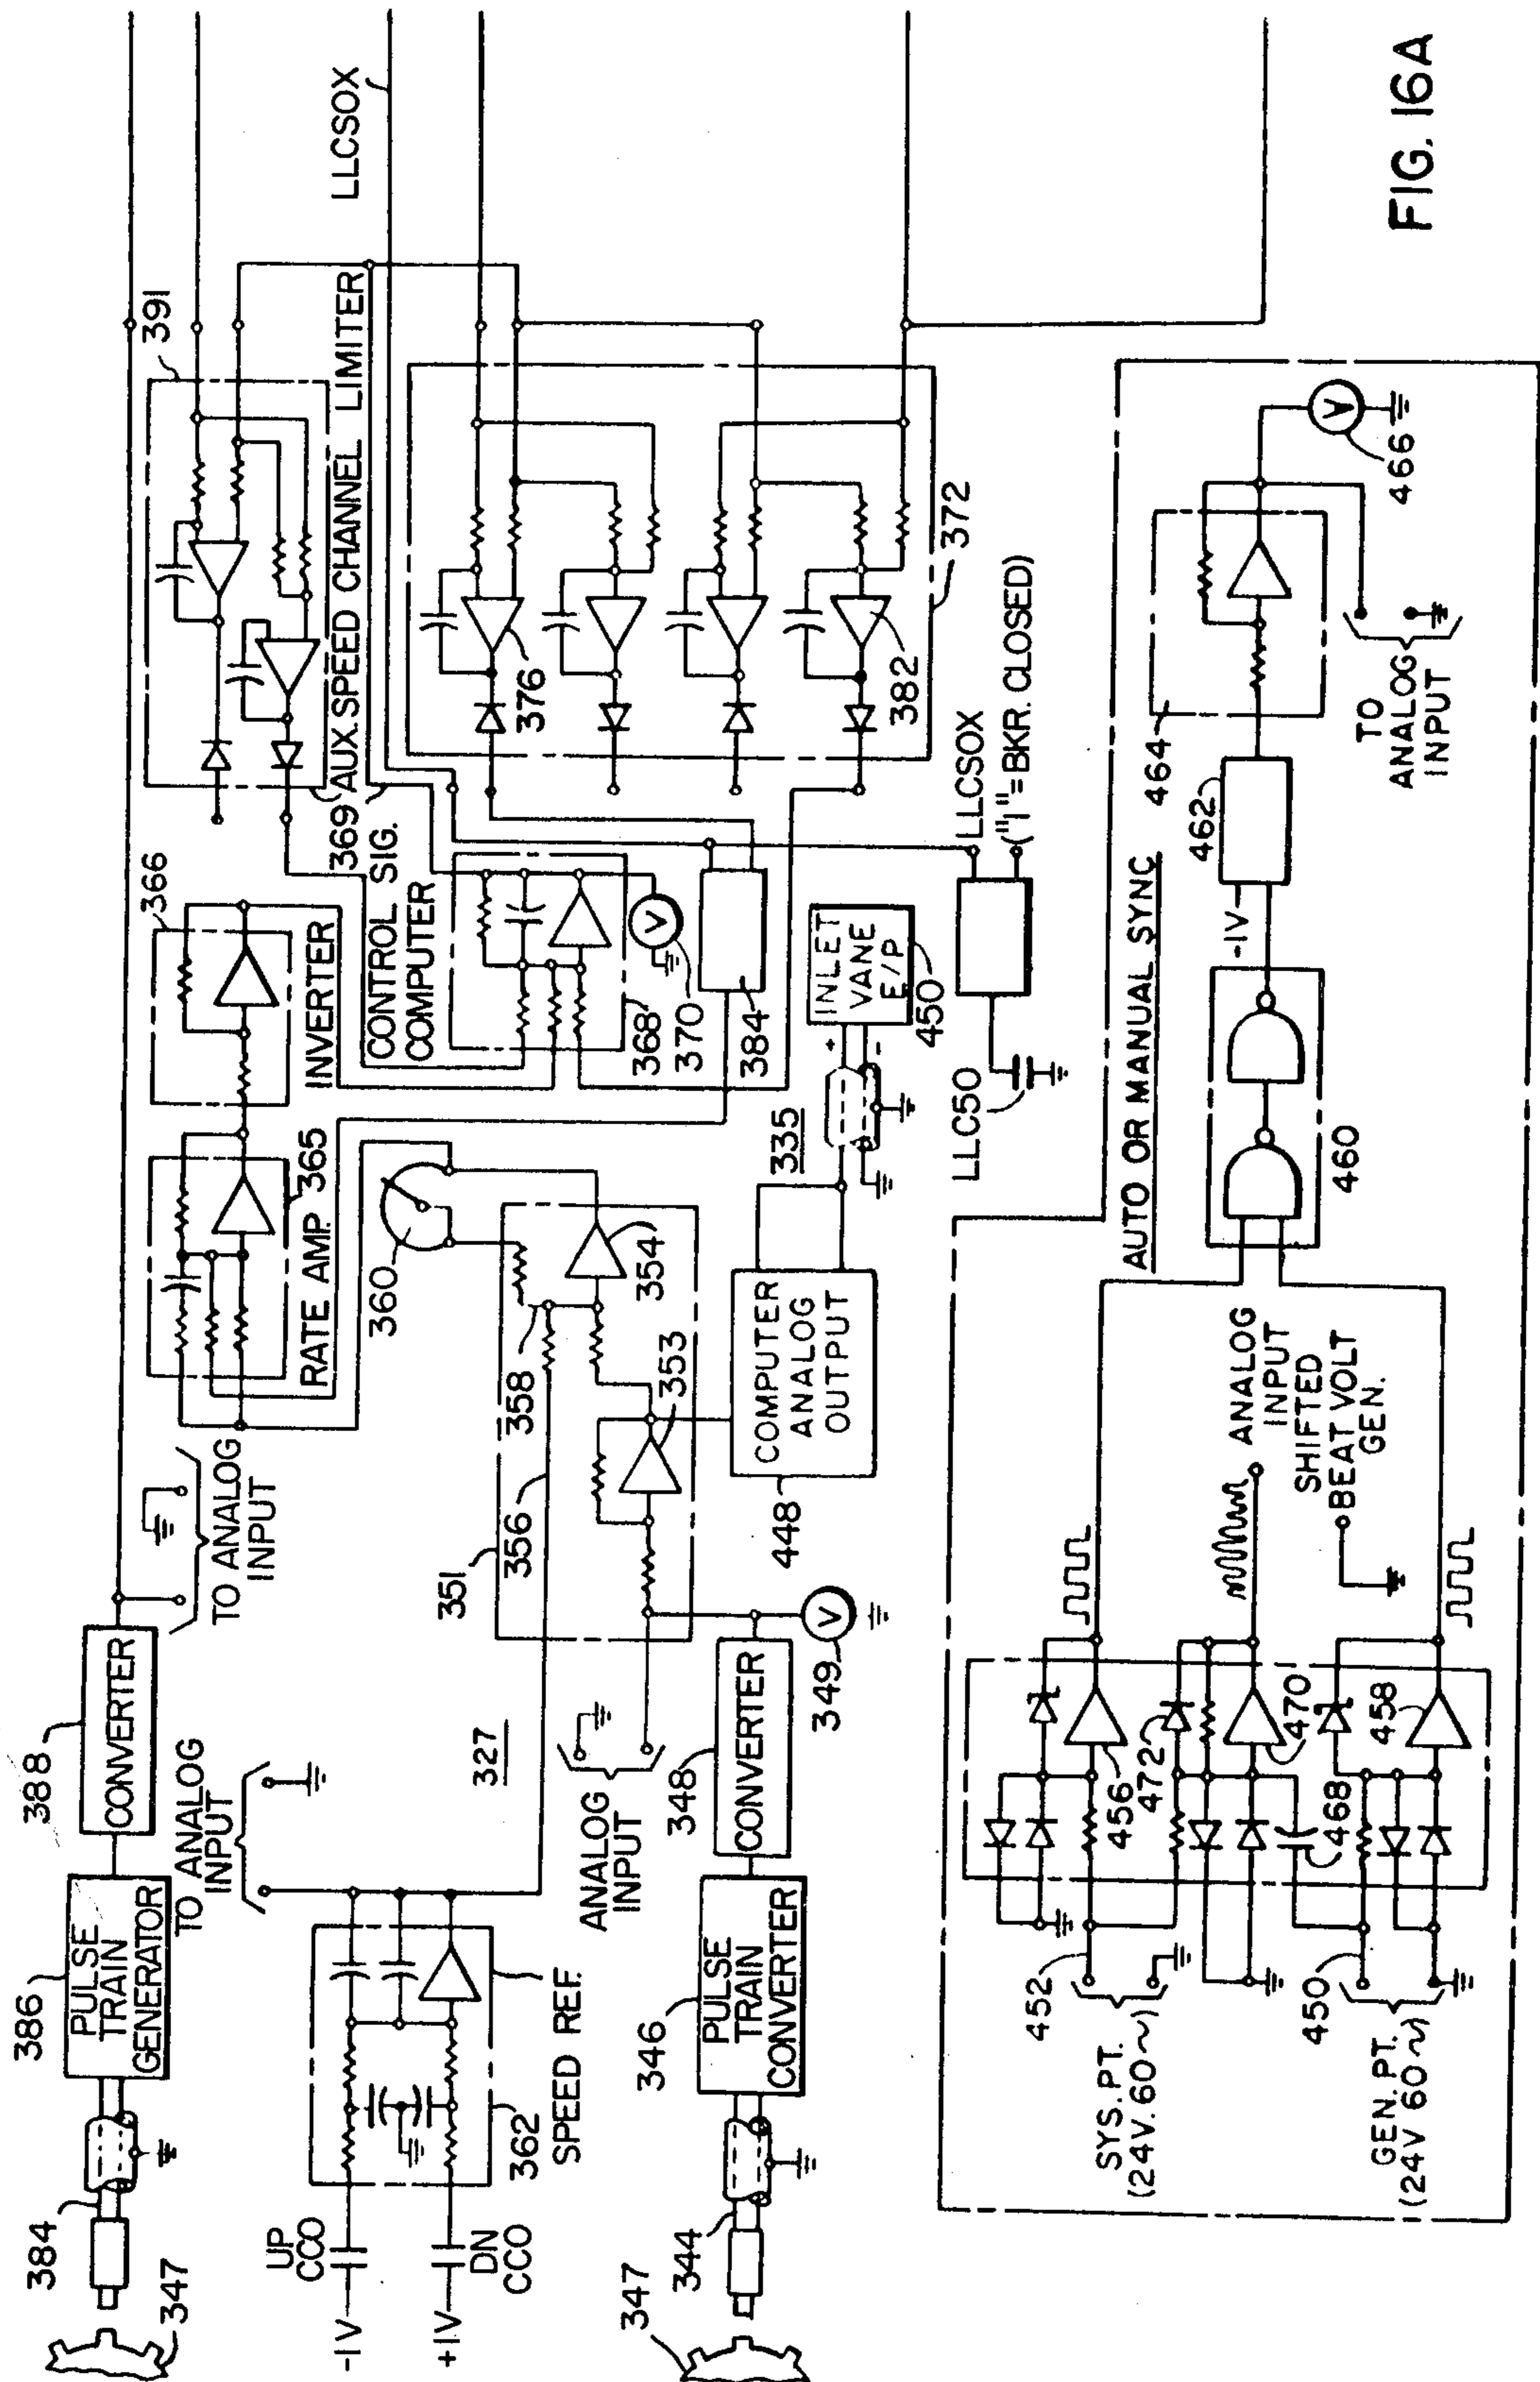 386
PULSE
TRAIN
GENERATOR
384
347
388
CONVERTER
TO ANALOG
INPUT
TO ANALOG
INPUT
UP
CCO
-1V
+1V
DN
CCO
362
SPEED REF.
327
ANALOG
INPUT
346
PULSE
TRAIN
CONVERTER
344
347
348
CONVERTER
V
349
351
356
358
353
354
360
RATE AMP.
365
366
INVERTER
CONTROL SIG.
COMPUTER
368
V
370
369
AUX. SPEED CHANNEL LIMITER
391
LLCSOX
376
382
372
384
335
INLET
VANE
E/P
+
-
450
448
COMPUTER
ANALOG
OUTPUT
LLC50
LLCSOX
("1"=BKR. CLOSED)
AUTO OR MANUAL SYNC
SYS. PT.
(24V. 60~)
452
450
GEN. PT.
(24V 60~)
456
472
470
468
458
ANALOG
INPUT
SHIFTED
BEAT VOLT
GEN.
460
-1V
462
464
V
466
TO
ANALOG
INPUT
FIG. 16A